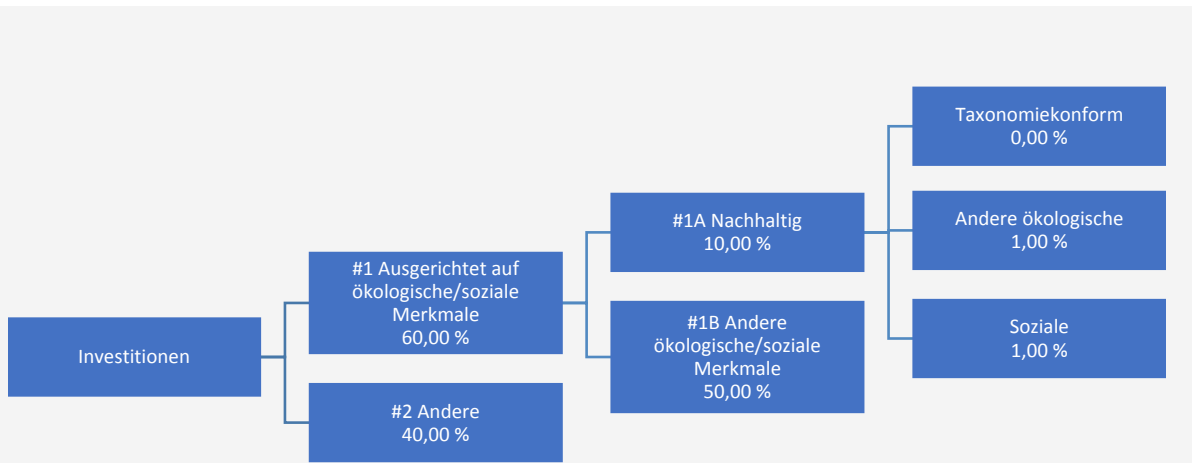 Investitionen
#1 Ausgerichtet auf
ökologische/soziale
Merkmale
60,00 %
#2 Andere
40,00 %
#1A Nachhaltig
10,00 %
#1B Andere
ökologische/soziale
Merkmale
50,00 %
Taxonomiekonform
0,00 %
Andere ökologische
1,00 %
Soziale
1,00 %